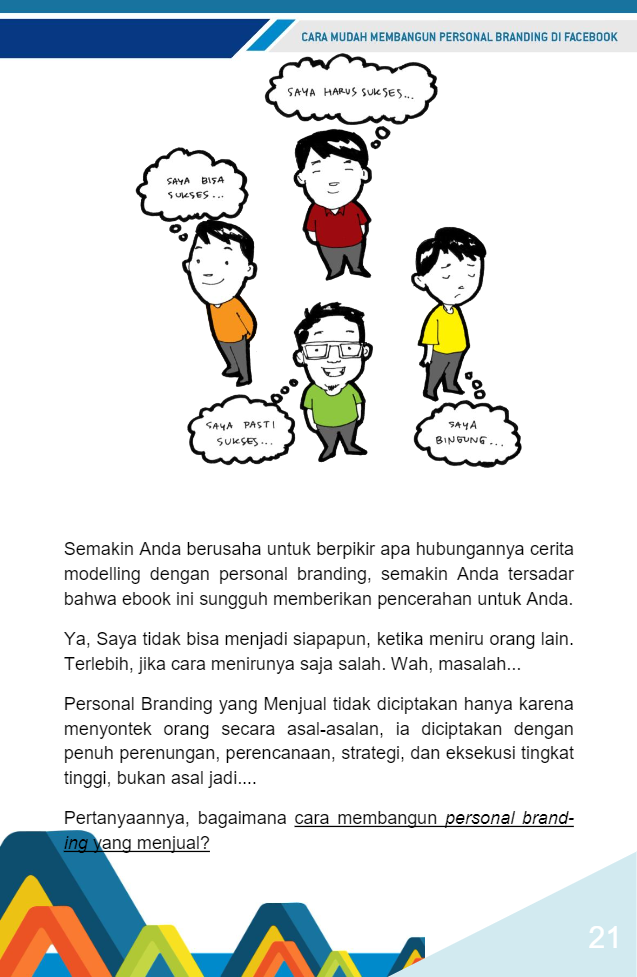 CARA MUDAH MEMBANGUN PERSONAL BRANDING DI FACEBOOK
SAYA HARUS SUKSES...
SAYA BISA
SUKSES...
SAYA PASTI
SUKSES...
SAYA
BINGUNG...
Semakin Anda berusaha untuk berpikir apa hubungannya cerita
modelling dengan personal branding, semakin Anda tersadar
bahwa ebook ini sungguh memberikan pencerahan untuk Anda.
Ya, Saya tidak bisa menjadi siapapun, ketika meniru orang lain.
Terlebih, jika cara menirunya saja salah. Wah, masalah...
Personal Branding yang Menjual tidak diciptakan hanya karena
menyontek orang secara asal-asalan, ia diciptakan dengan
penuh perenungan, perencanaan, strategi, dan eksekusi tingkat
tinggi, bukan asal jadi....
Pertanyaannya, bagaimana cara membangun personal brand-
ing yang menjual?
21